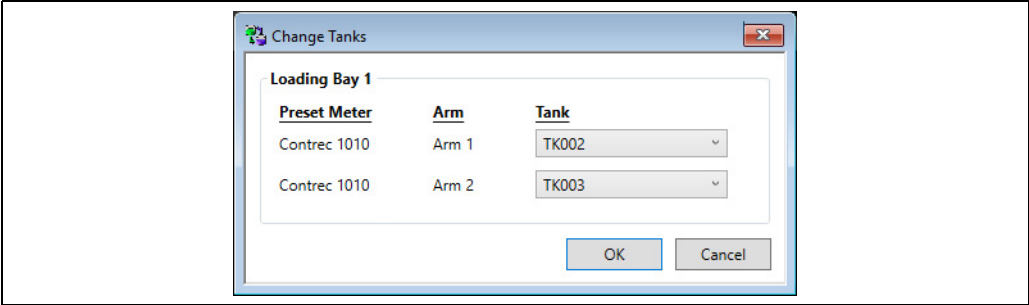 Change Tanks
Loading Bay 1
Preset Meter Arm Tank
Contrec 1010 Arm 1 TK002
Contrec 1010 Arm 2 TK003
OK Cancel